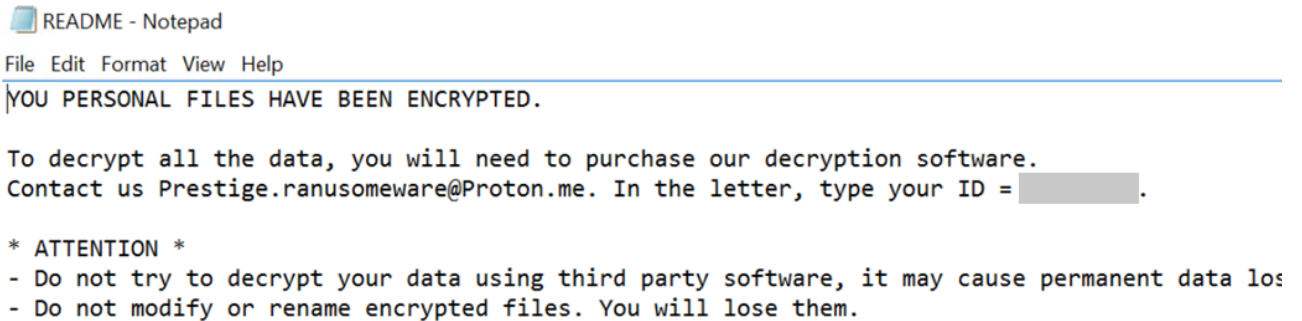 README - Notepad
File Edit Format View Help
YOU PERSONAL FILES HAVE BEEN ENCRYPTED.
To decrypt all the data, you will need to purchase our decryption software.
Contact us Prestige.ranusomeware@Proton.me. In the letter, type your ID = .
* ATTENTION *
- Do not try to decrypt your data using third party software, it may cause permanent data los
- Do not modify or rename encrypted files. You will lose them.